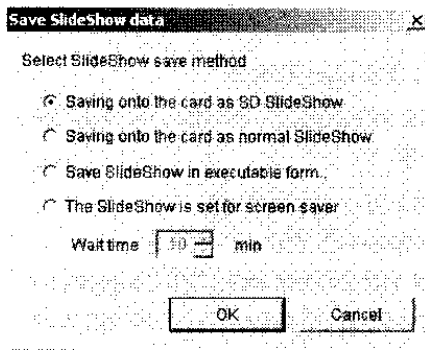 Save SlideShow data
Select SlideShow save method
Saving onto the card as SD SlideShow
Saving onto the card as normal SlideShow
Save SlideShow in executable form.
The SlideShow is set for screen saver
Wait time 10 min
OK Cancel